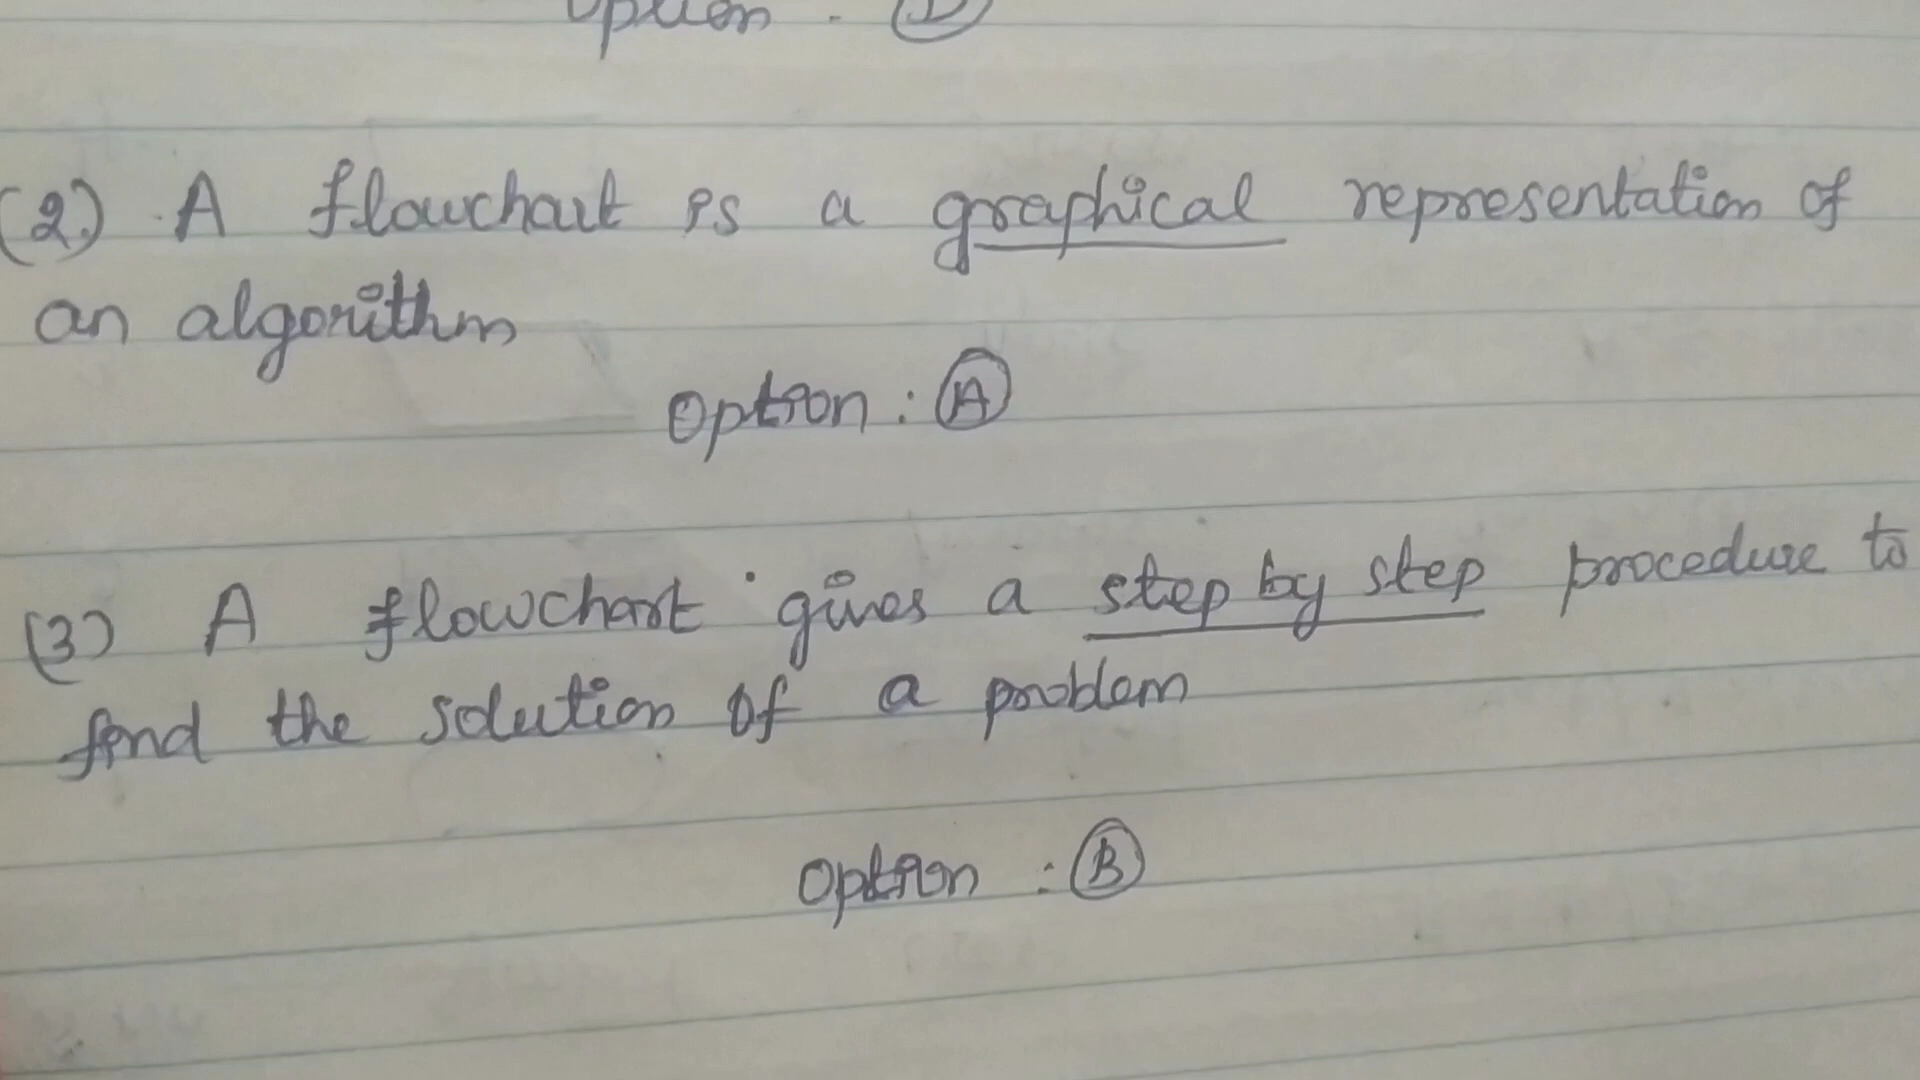 Option
(2) A flowchart is a graphical representation of
an algorithm
Option : A
(3) A flowchart gives a step by step procedure to
find the solution of a problem
Option : B